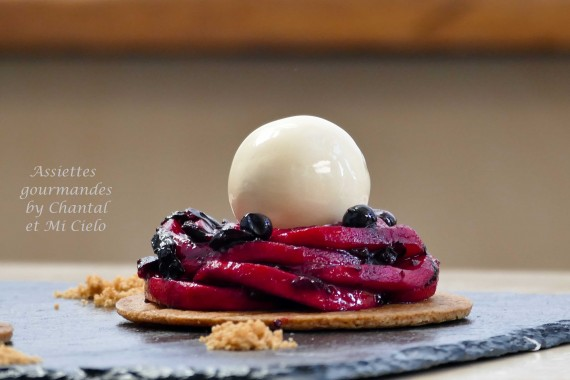 Assiettes
gourmandes
by Chantal
et Mi Cielo